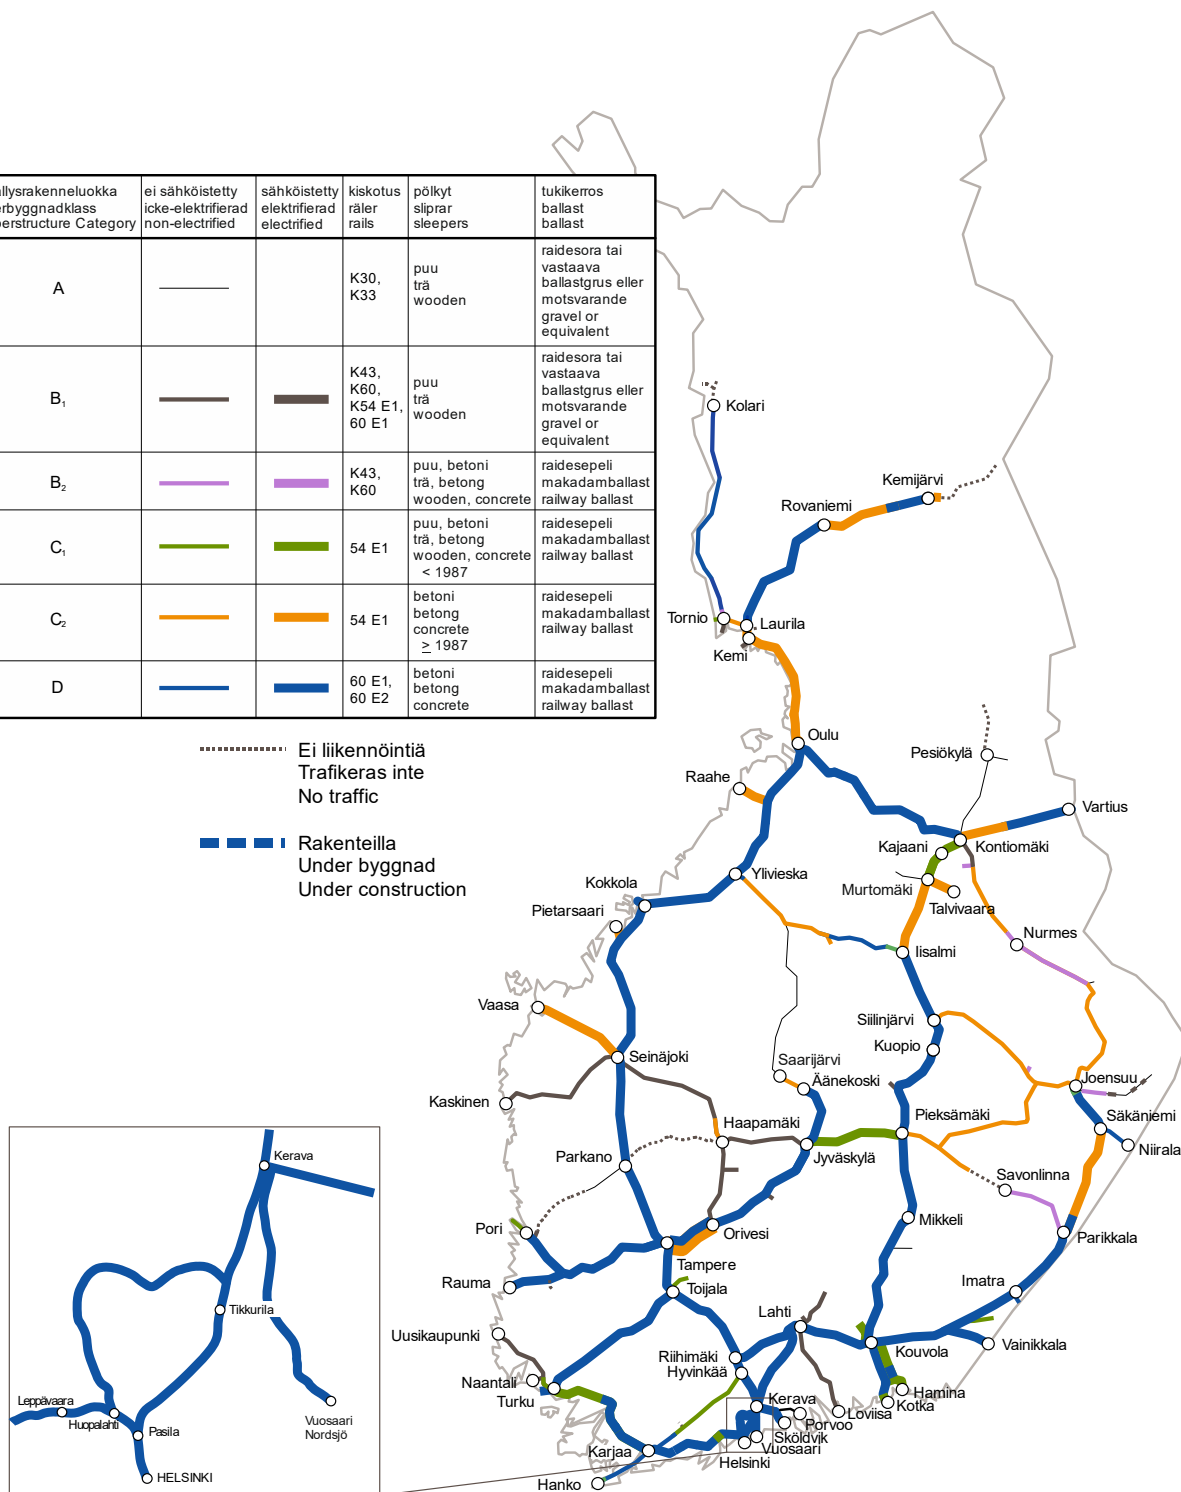 llysrakenneluokka
erbyggnadklass
perstructure Category
ei sähköistetty
icke-elektrifierad
non-electrified
sähköistetty
elektrifierad
electrified
kiskotus
räler
rails
pölkyt
sliprar
sleepers
tukikerros
ballast
ballast
A
K30,
K33
puu
trä
wooden
raidesora tai
vastaava
ballastgrus eller
motsvarande
gravel or
equivalent
B₁
K43,
K60,
K54 E1,
60 E1
puu
trä
wooden
raidesora tai
vastaava
ballastgrus eller
motsvarande
gravel or
equivalent
B₂
K43,
K60
puu, betoni
trä, betong
wooden, concrete
raidesepeli
makadamballast
railway ballast
C₁
54 E1
puu, betoni
trä, betong
wooden, concrete
< 1987
raidesepeli
makadamballast
railway ballast
C₂
54 E1
betoni
betong
concrete
≥ 1987
raidesepeli
makadamballast
railway ballast
D
60 E1,
60 E2
betoni
betong
concrete
raidesepeli
makadamballast
railway ballast
Ei liikennöintiä
Trafikeras inte
No traffic
Rakenteilla
Under byggnad
Under construction
Kolari
Kemijärvi
Rovaniemi
Tornio
Laurila
Kemi
Oulu
Pesiökylä
Raahe
Vartius
Kajaani
Kontiomäki
Ylivieska
Murtomäki
Kokkola
Talvivaara
Pietarsaari
Nurmes
Iisalmi
Vaasa
Siilinjärvi
Kuopio
Seinäjoki
Saarijärvi
Äänekoski
Joensuu
Kaskinen
Haapamäki
Pieksämäki
Säkäniemi
Niirala
Parkano
Jyväskylä
Savonlinna
Pori
Orivesi
Mikkeli
Parikkala
Tampere
Rauma
Toijala
Imatra
Lahti
Uusikaupunki
Riihimäki
Kouvola
Vainikkala
Hyvinkää
Naantali
Turku
Hamina
Kerava
Kotka
Loviisa
Porvoo
Sköldvik
Karjaa
Vuosaari
Helsinki
Hanko
Kerava
Tikkurila
Leppävaara
Huopalahti
Pasila
Vuosaari
Nordsjö
HELSINKI